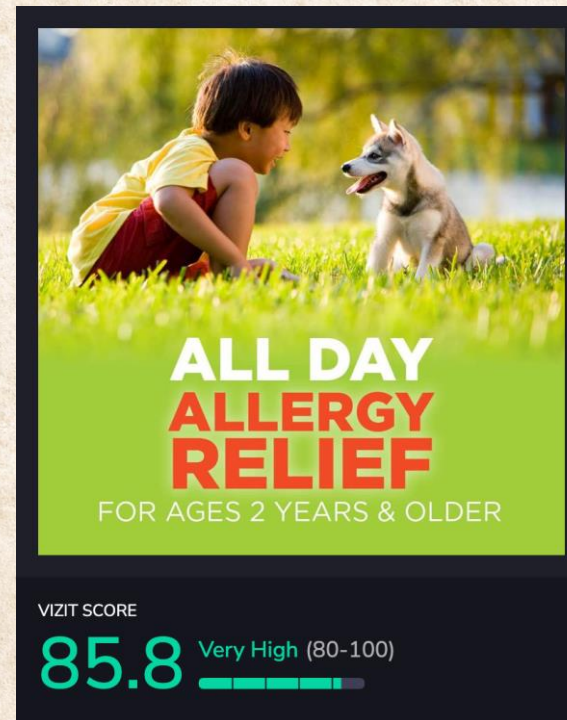 ALL DAY
ALLERGY
RELIEF
FOR AGES 2 YEARS & OLDER
VIZIT SCORE
85.8 Very High (80-100)